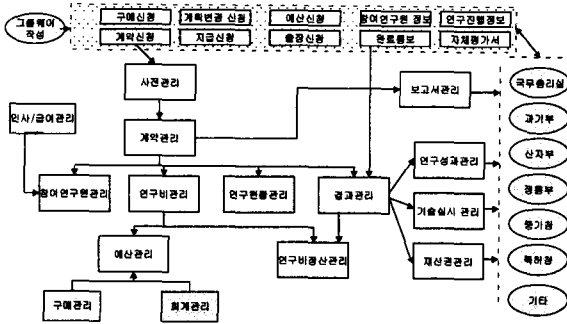 그룹웨어
작성
구매신청
계획변경 신청
예산신청
참여연구원 정보
연구진행정보
계약신청
지급신청
출장신청
완료통보
자체평가서
사전관리
보고서관리
국무총리실
인사/급여관리
계약관리
과기부
산자부
연구성과관리
참여연구원관리
연구비관리
연구현황관리
결과관리
정통부
기술실시 관리
평가청
예산관리
연구비정산관리
재산권관리
특허청
구매관리
회계관리
기타